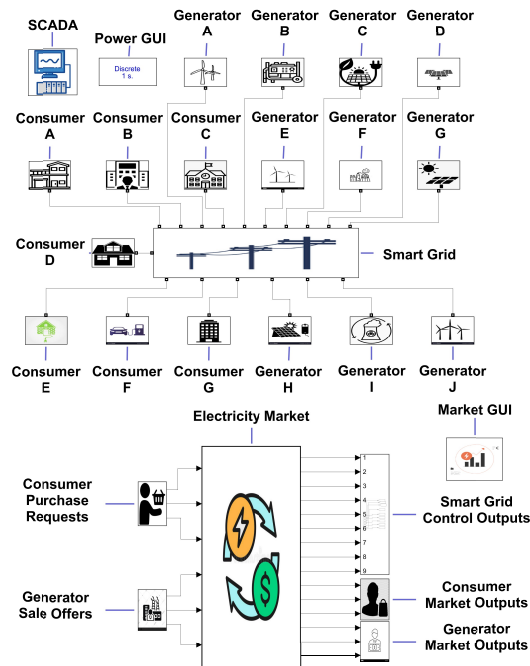 SCADA
Power GUI
Discrete
1 s.
Generator
A
Generator
B
Generator
C
Generator
D
Consumer
A
Consumer
B
Consumer
C
Generator
E
Generator
F
Generator
G
Consumer
D
Smart Grid
Consumer
E
Consumer
F
Consumer
G
Generator
H
Generator
I
Generator
J
Electricity Market
Market GUI
Consumer
Purchase
Requests
Generator
Sale Offers
1
2
3
4
5
6
7
8
9
Smart Grid
Control Outputs
Consumer
Market Outputs
Generator
Market Outputs